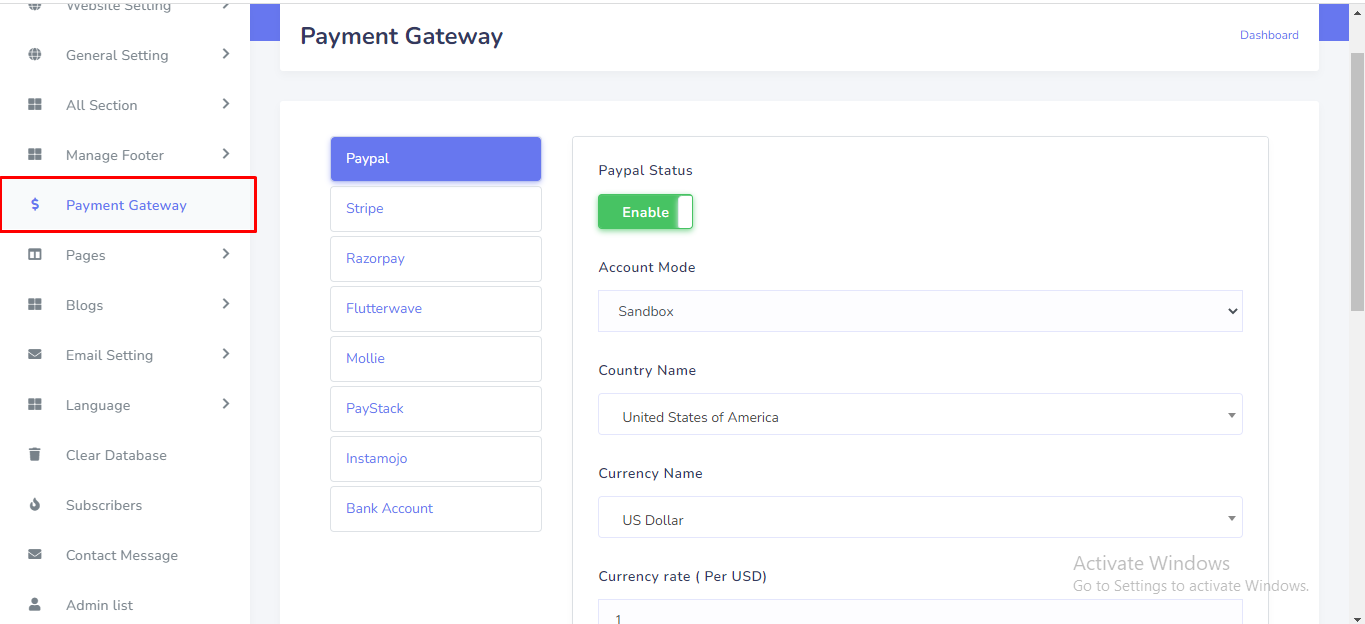 Website Setting
General Setting
All Section
Manage Footer
Payment Gateway
Pages
Blogs
Email Setting
Language
Clear Database
Subscribers
Contact Message
Admin list
Payment Gateway
Dashboard
Paypal
Stripe
Razorpay
Flutterwave
Mollie
PayStack
Instamojo
Bank Account
Paypal Status
Enable
Account Mode
Sandbox
Country Name
United States of America
Currency Name
US Dollar
Currency rate ( Per USD)
1
Activate Windows
Go to Settings to activate Windows.